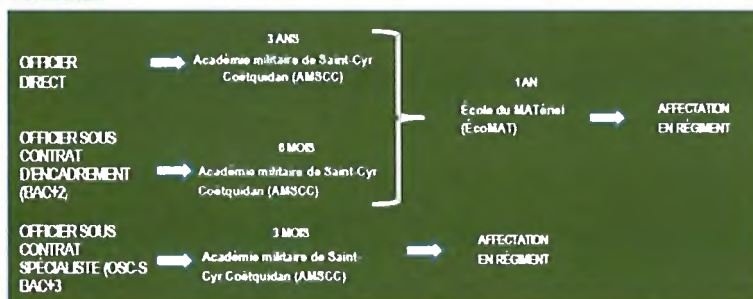 OFFICIER
DIRECT
3 ANS
Académie militaire de Saint-Cyr
Coëtquidan (AMSCC)
OFFICIER SOUS
CONTRAT
D'ENCADREMENT
(BAC+2)
6 MOIS
Académie militaire de Saint-Cyr
Coëtquidan (AMSCC)
1 AN
École du MATériel
(ÉcoMAT)
AFFECTATION
EN RÉGIMENT
OFFICIER SOUS
CONTRAT
SPÉCIALISTE (OSC-S
BAC+3
3 MOIS
Académie militaire de Saint-
Cyr Coëtquidan (AMSCC)
AFFECTATION
EN RÉGIMENT